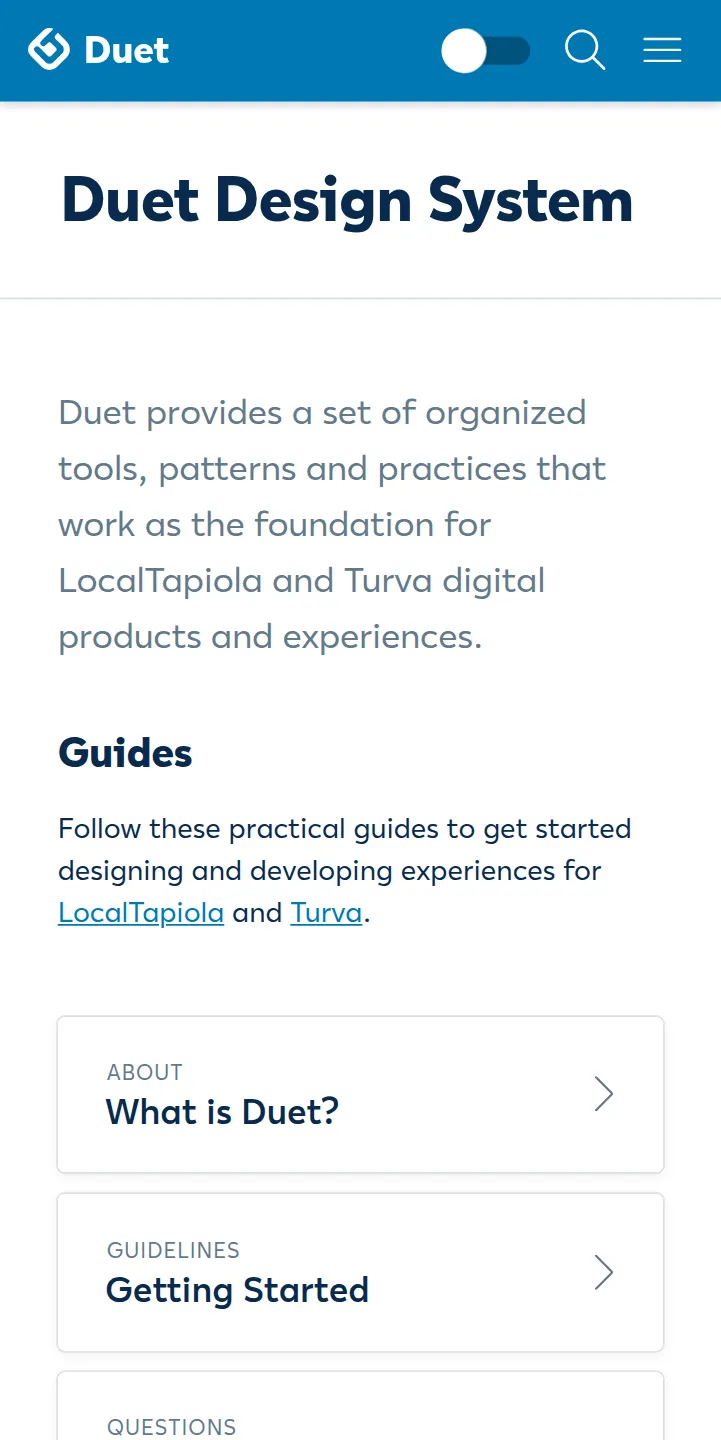 Duet
Duet Design System
Duet provides a set of organized
tools, patterns and practices that
work as the foundation for
LocalTapiola and Turva digital
products and experiences.
Guides
Follow these practical guides to get started
designing and developing experiences for
LocalTapiola and Turva.
ABOUT
What is Duet?
GUIDELINES
Getting Started
QUESTIONS